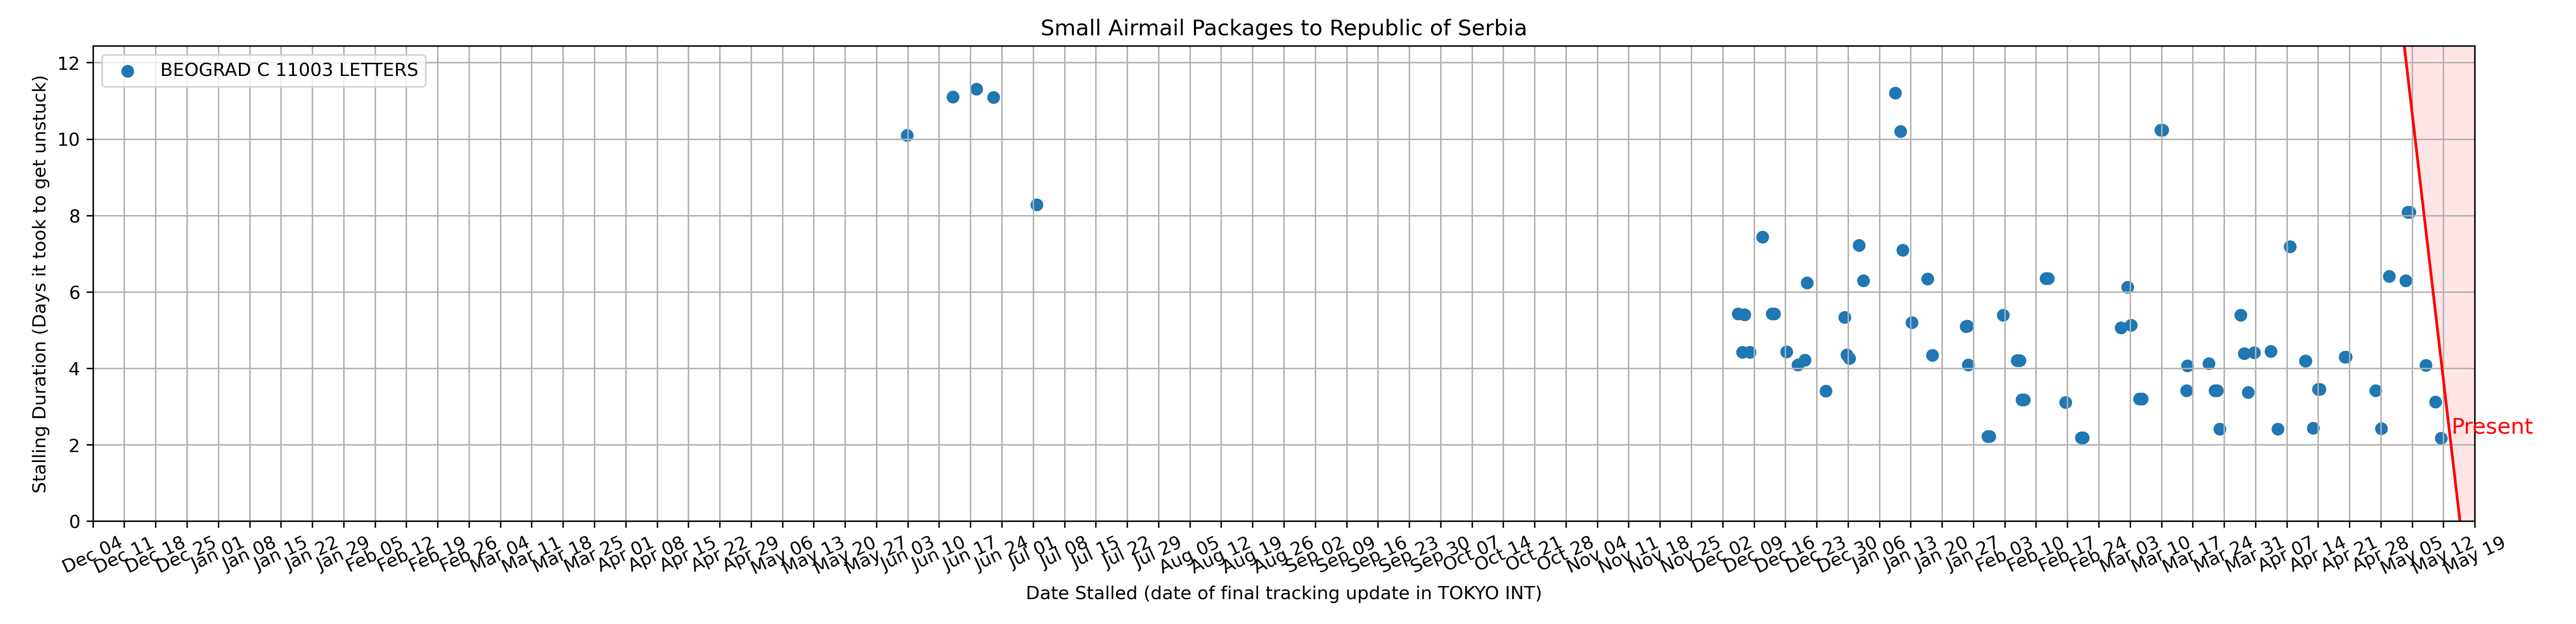 Small Airmail Packages to Republic of Serbia
BEOGRAD C 11003 LETTERS
Stalling Duration (Days it took to get unstuck)
12
10
8
6
4
2
0
Present
Dec 04
Dec 11
Dec 18
Dec 25
Jan 01
Jan 08
Jan 15
Jan 22
Jan 29
Feb 05
Feb 12
Feb 19
Feb 26
Mar 04
Mar 11
Mar 18
Mar 25
Apr 01
Apr 08
Apr 15
Apr 22
Apr 29
May 06
May 13
May 20
May 27
Jun 03
Jun 10
Jun 17
Jun 24
Jul 01
Jul 08
Jul 15
Jul 22
Jul 29
Aug 05
Aug 12
Aug 19
Aug 26
Sep 02
Sep 09
Sep 16
Sep 23
Sep 30
Oct 07
Oct 14
Oct 21
Oct 28
Nov 04
Nov 11
Nov 18
Nov 25
Dec 02
Dec 09
Dec 16
Dec 23
Dec 30
Jan 06
Jan 13
Jan 20
Jan 27
Feb 03
Feb 10
Feb 17
Feb 24
Mar 03
Mar 10
Mar 17
Mar 24
Mar 31
Apr 07
Apr 14
Apr 21
Apr 28
May 05
May 12
May 19
Date Stalled (date of final tracking update in TOKYO INT)